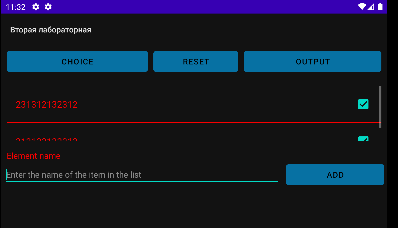 11:32
Вторая лабораторная
CHOICE RESET OUTPUT
231312132312
Element name
Enter the name of the item in the list
ADD